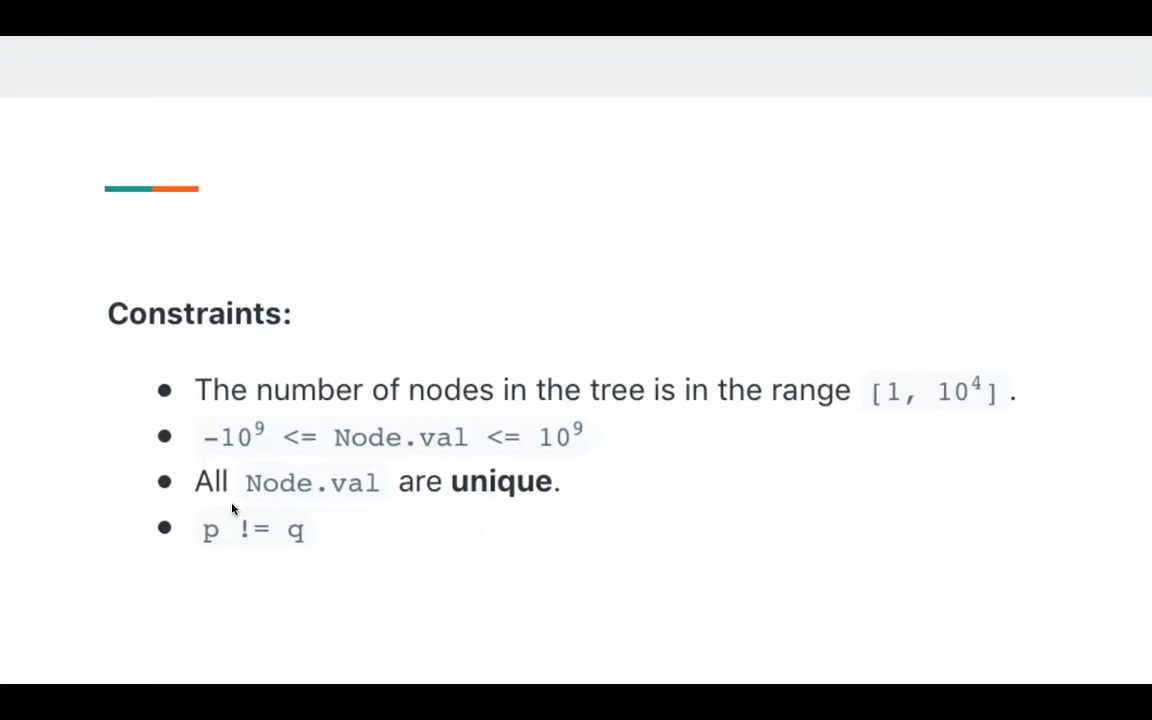 Constraints:
● The number of nodes in the tree is in the range [1, 10⁴].
● -10⁹ <= Node.val <= 10⁹
● All Node.val are unique.
● p != q